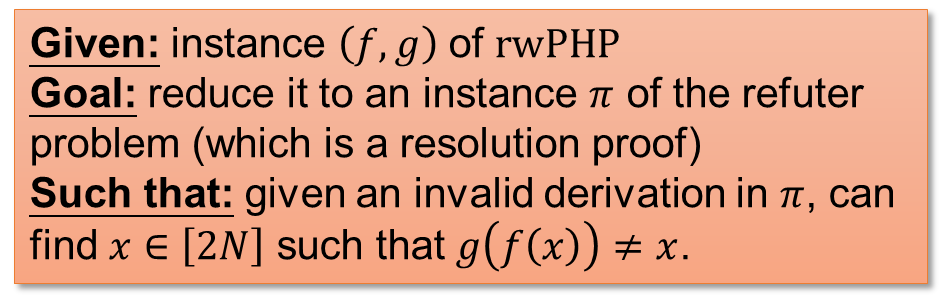 Given: instance (𝑓, 𝑔) of rwPHP
Goal: reduce it to an instance 𝜋 of the refuter
problem (which is a resolution proof)
Such that: given an invalid derivation in 𝜋, can
find 𝑥 ∈ [2𝑁] such that 𝑔(𝑓(𝑥)) ≠ 𝑥.